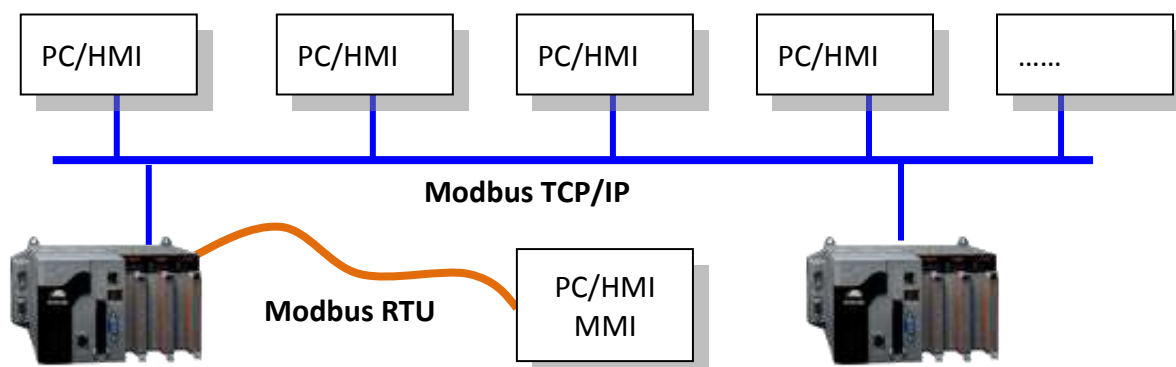 PC/HMI
PC/HMI
PC/HMI
PC/HMI
……
Modbus TCP/IP
Modbus RTU
PC/HMI
MMI